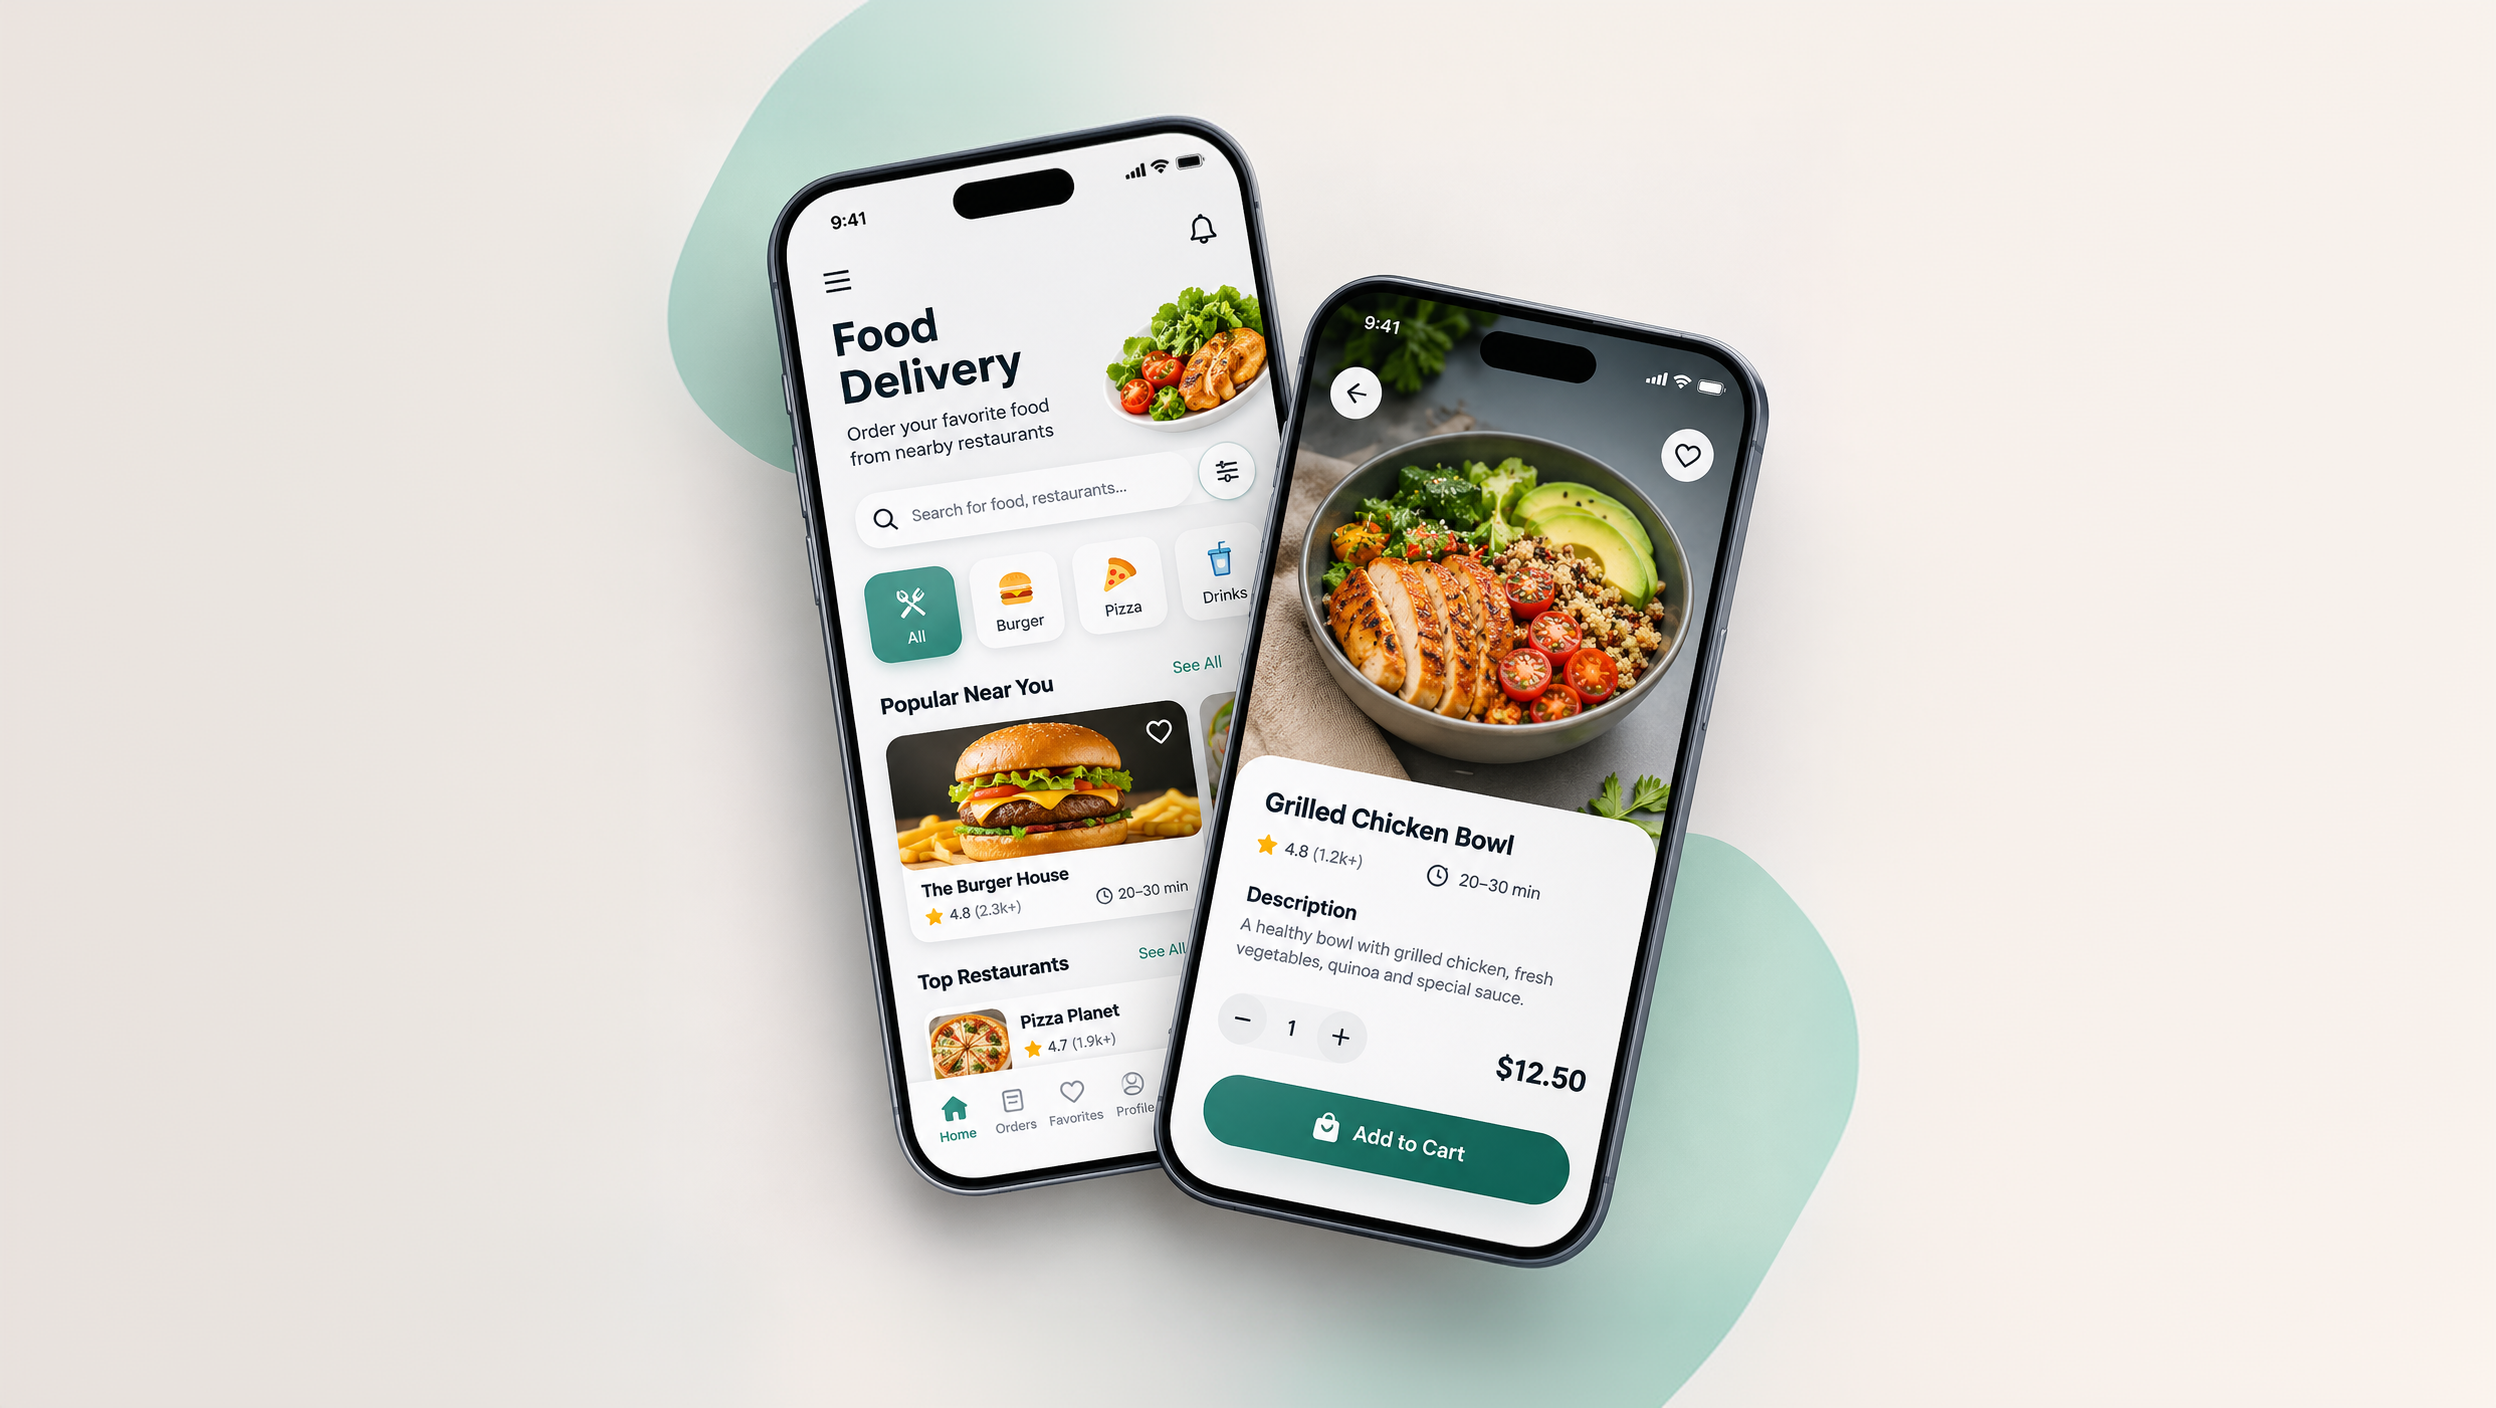 9:41
Food
Delivery
Order your favorite food
from nearby restaurants
Search for food, restaurants...
All
Burger
Pizza
Drinks
Popular Near You
See All
The Burger House
4.8 (2.3k+)
20–30 min
Top Restaurants
See All
Pizza Planet
4.7 (1.9k+)
Home
Orders
Favorites
Profile
9:41
Grilled Chicken Bowl
4.8 (1.2k+)
20–30 min
Description
A healthy bowl with grilled chicken, fresh
vegetables, quinoa and special sauce.
1
$12.50
Add to Cart